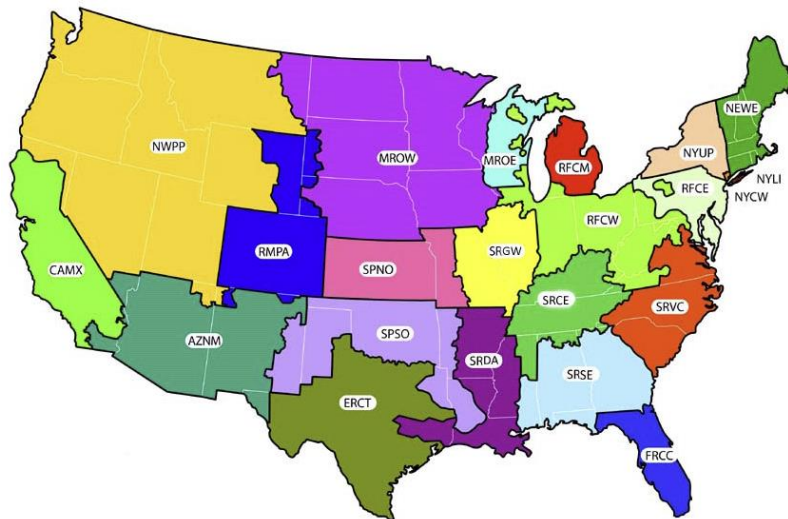 NEWE
NWPP
NYUP
MROW
MROE
RFCM
NYLI
RFCE
NYCW
RFCW
SRGW
RMPA
SPNO
CAMX
SRCE
SRVC
SPSO
AZNM
SRDA
SRSE
ERCT
FRCC